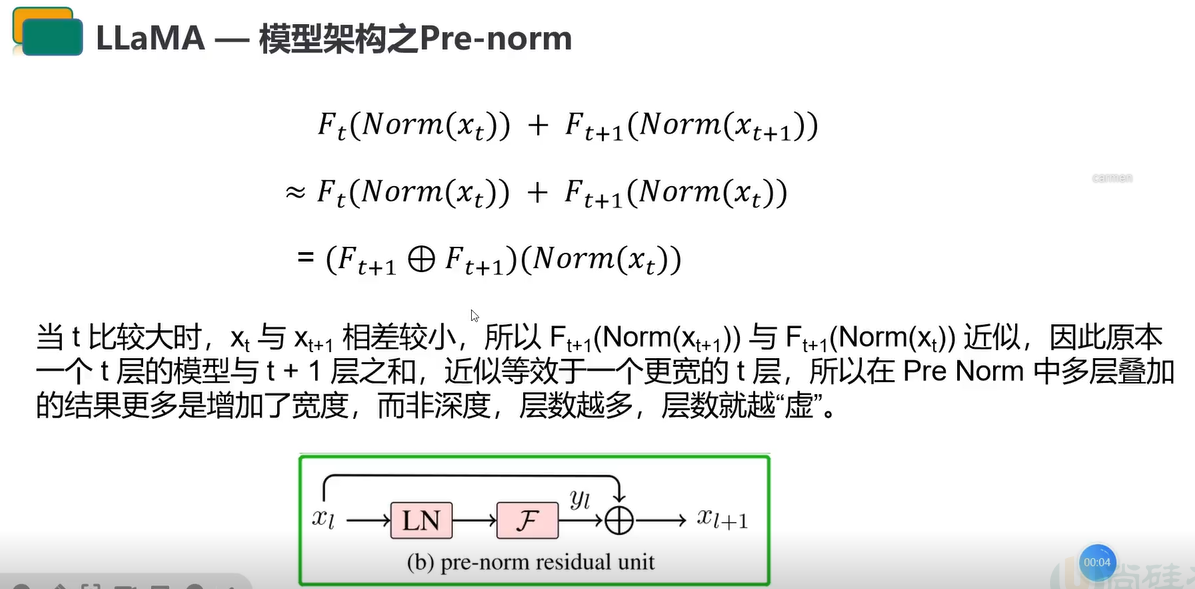 LLaMA — 模型架构之Pre-norm
F_t(Norm(x_t)) + F_{t+1}(Norm(x_{t+1}))
≈ F_t(Norm(x_t)) + F_{t+1}(Norm(x_t))
carmen
= (F_{t+1} ⊕ F_{t+1})(Norm(x_t))
当 t 比较大时，x_t 与 x_{t+1} 相差较小，所以 F_{t+1}(Norm(x_{t+1})) 与 F_{t+1}(Norm(x_t)) 近似，因此原本
一个 t 层的模型与 t + 1 层之和，近似等效于一个更宽的 t 层，所以在 Pre Norm 中多层叠加
的结果更多是增加了宽度，而非深度，层数越多，层数就越“虚”。
x_l LN F y_l ⊕ x_{l+1}
(b) pre-norm residual unit
00:04
尚硅